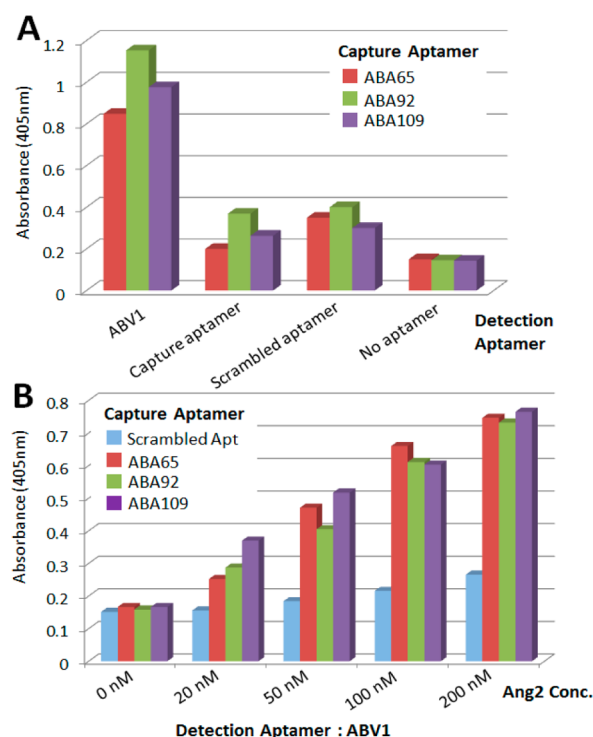 A
Capture Aptamer
ABA65
ABA92
ABA109
Absorbance (405nm)
1.2
1
0.8
0.6
0.4
0.2
0
ABV1
Capture aptamer
Scrambled aptamer
No aptamer
Detection
Aptamer
B
Capture Aptamer
Scrambled Apt
ABA65
ABA92
ABA109
Absorbance (405nm)
0.8
0.7
0.6
0.5
0.4
0.3
0.2
0.1
0
0 nM
20 nM
50 nM
100 nM
200 nM
Ang2 Conc.
Detection Aptamer : ABV1